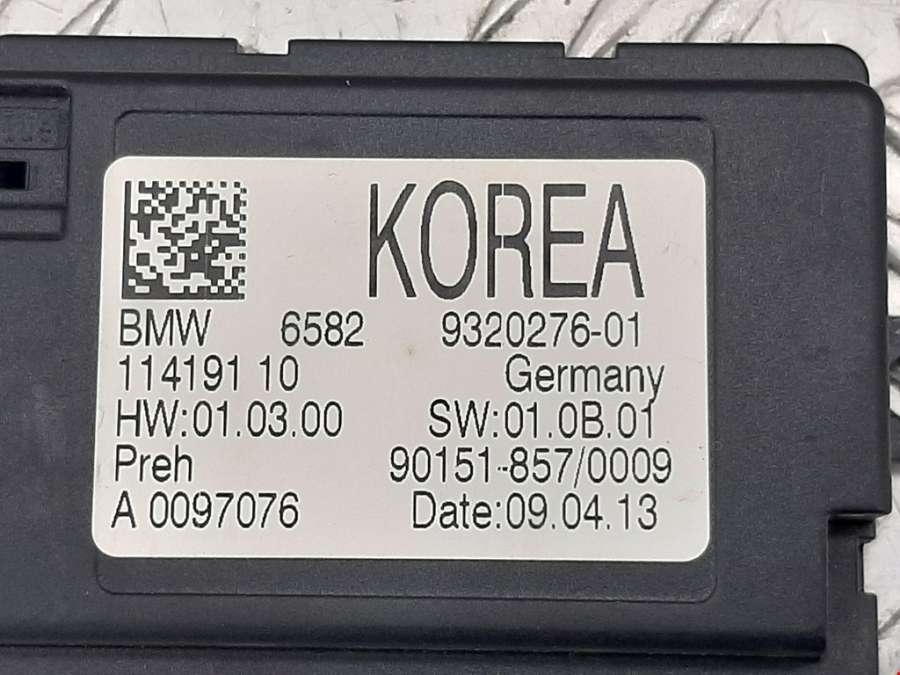 KOREA
BMW 6582 9320276-01
114191 10 Germany
HW:01.03.00 SW:01.0B.01
Preh 90151-857/0009
A 0097076 Date:09.04.13